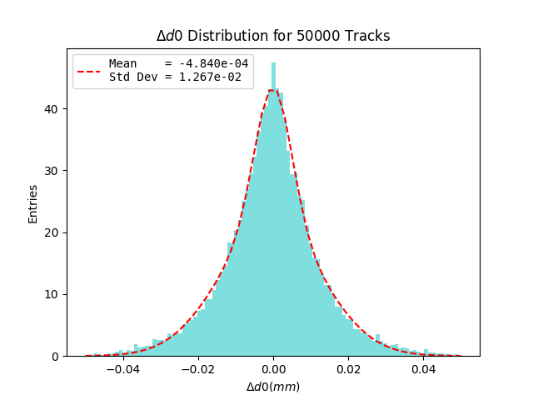 Δd0 Distribution for 50000 Tracks
Mean    = -4.840e-04
Std Dev = 1.267e-02
40
30
20
10
0
Entries
−0.04 −0.02 0.00 0.02 0.04
Δd0(mm)